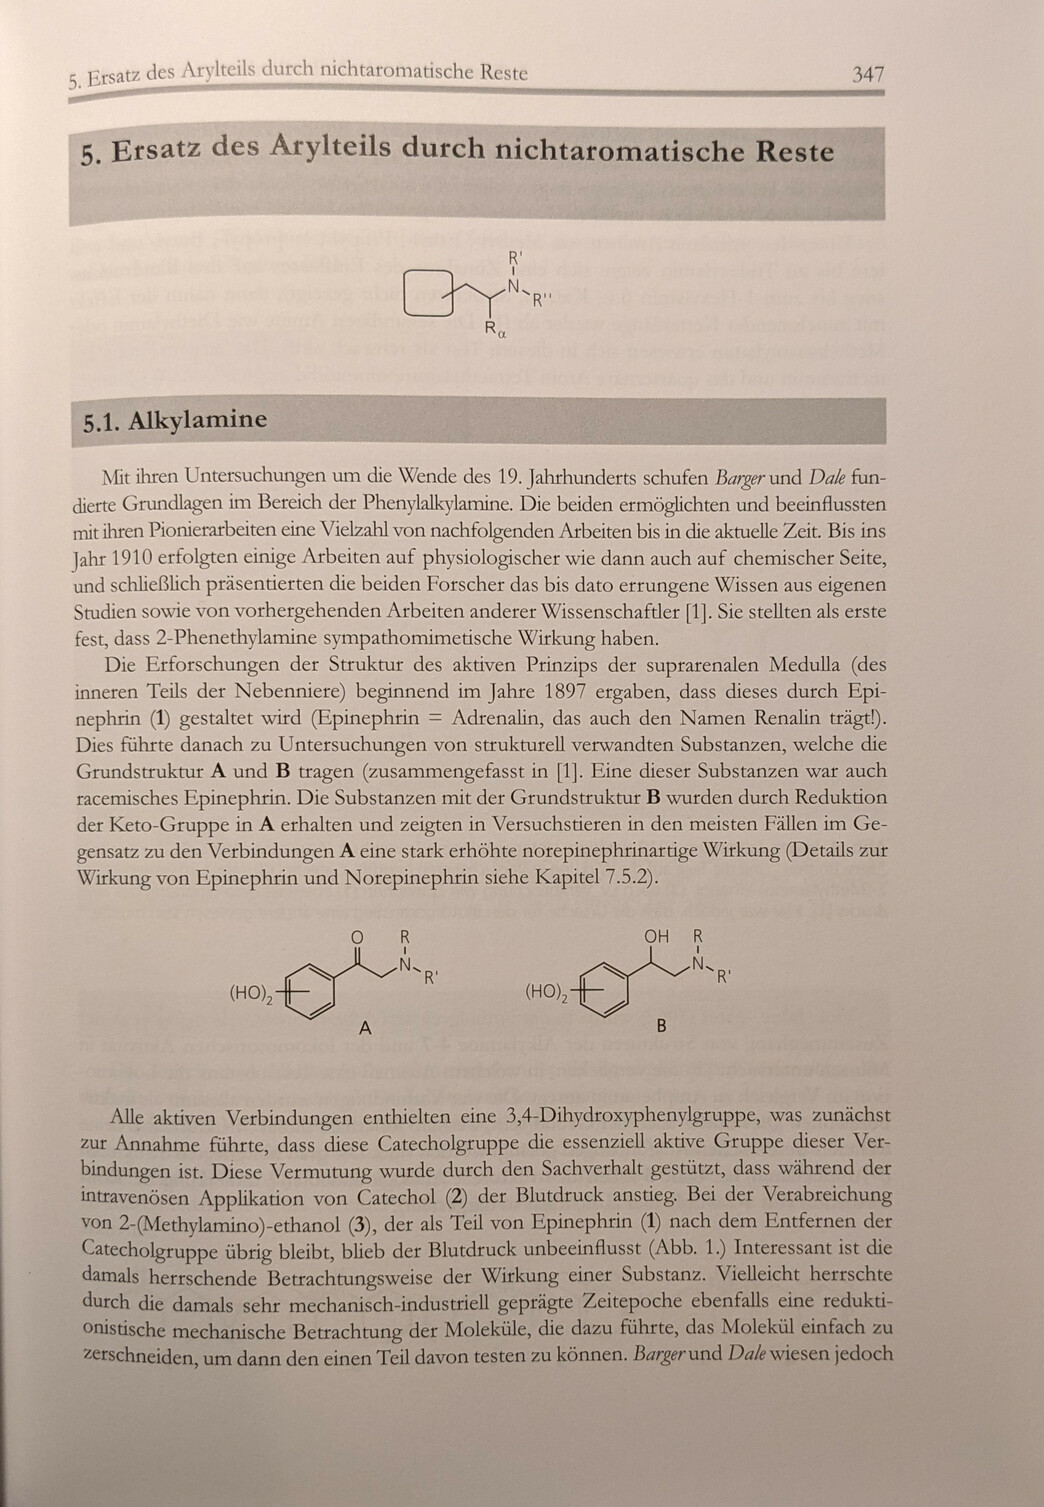 5. Ersatz des Arylteils durch nichtaromatische Reste 347
5. Ersatz des Arylteils durch nichtaromatische Reste
R'
N
R''
Rα
5.1. Alkylamine
Mit ihren Untersuchungen um die Wende des 19. Jahrhunderts schufen Barger und Dale fun-
dierte Grundlagen im Bereich der Phenylalkylamine. Die beiden ermöglichten und beeinflussten
mit ihren Pionierarbeiten eine Vielzahl von nachfolgenden Arbeiten bis in die aktuelle Zeit. Bis ins
Jahr 1910 erfolgten einige Arbeiten auf physiologischer wie dann auch auf chemischer Seite,
und schließlich präsentierten die beiden Forscher das bis dato errungene Wissen aus eigenen
Studien sowie von vorhergehenden Arbeiten anderer Wissenschaftler [1]. Sie stellten als erste
fest, dass 2-Phenethylamine sympathomimetische Wirkung haben.
Die Erforschungen der Struktur des aktiven Prinzips der suprarenalen Medulla (des
inneren Teils der Nebenniere) beginnend im Jahre 1897 ergaben, dass dieses durch Epi-
nephrin (1) gestaltet wird (Epinephrin = Adrenalin, das auch den Namen Renalin trägt!).
Dies führte danach zu Untersuchungen von strukturell verwandten Substanzen, welche die
Grundstruktur A und B tragen (zusammengefasst in [1]. Eine dieser Substanzen war auch
racemisches Epinephrin. Die Substanzen mit der Grundstruktur B wurden durch Reduktion
der Keto-Gruppe in A erhalten und zeigten in Versuchstieren in den meisten Fällen im Ge-
gensatz zu den Verbindungen A eine stark erhöhte norepinephrinartige Wirkung (Details zur
Wirkung von Epinephrin und Norepinephrin siehe Kapitel 7.5.2).
O R
N
R'
(HO)₂
A
OH R
N
R'
(HO)₂
B
Alle aktiven Verbindungen enthielten eine 3,4-Dihydroxyphenylgruppe, was zunächst
zur Annahme führte, dass diese Catecholgruppe die essenziell aktive Gruppe dieser Ver-
bindungen ist. Diese Vermutung wurde durch den Sachverhalt gestützt, dass während der
intravenösen Applikation von Catechol (2) der Blutdruck anstieg. Bei der Verabreichung
von 2-(Methylamino)-ethanol (3), der als Teil von Epinephrin (1) nach dem Entfernen der
Catecholgruppe übrig bleibt, blieb der Blutdruck unbeeinflusst (Abb. 1.) Interessant ist die
damals herrschende Betrachtungsweise der Wirkung einer Substanz. Vielleicht herrschte
durch die damals sehr mechanisch-industriell geprägte Zeitepoche ebenfalls eine redukti-
onistische mechanische Betrachtung der Moleküle, die dazu führte, das Molekül einfach zu
zerschneiden, um dann den einen Teil davon testen zu können. Barger und Dale wiesen jedoch